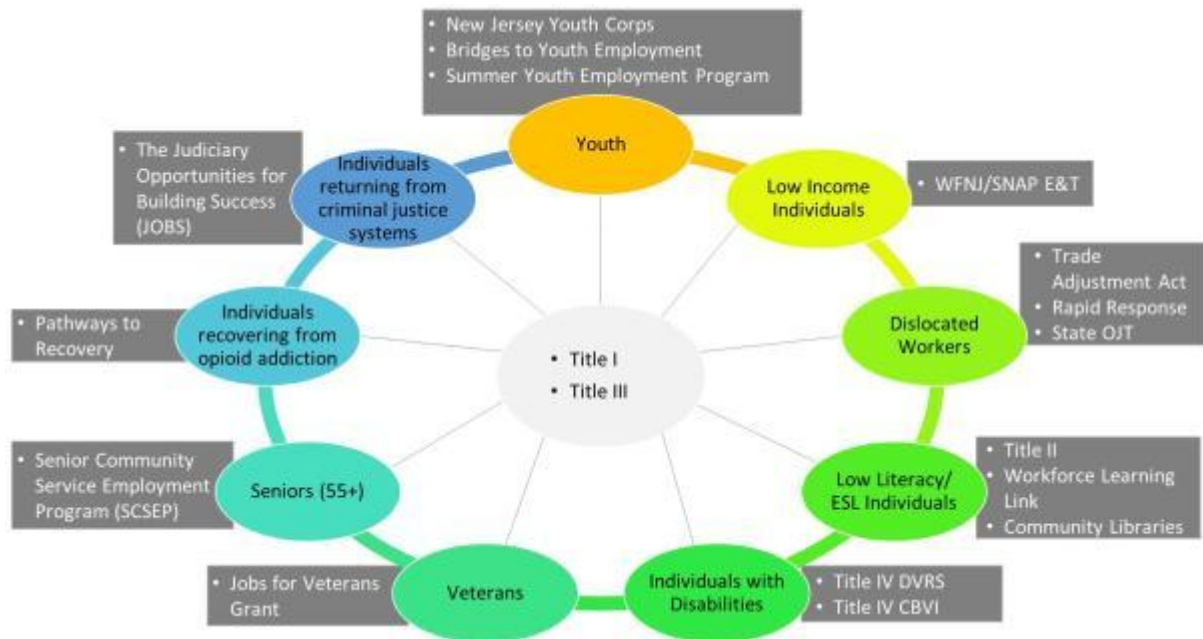 • New Jersey Youth Corps
• Bridges to Youth Employment
• Summer Youth Employment Program
Youth
• The Judiciary
Opportunities for
Building Success
(JOBS)
Individuals
returning from
criminal justice
systems
Low Income
Individuals
• WFNJ/SNAP E&T
• Trade
Adjustment Act
• Rapid Response
• State OJT
• Pathways to
Recovery
Individuals
recovering from
opioid addiction
Dislocated
Workers
• Title I
• Title III
• Senior Community
Service Employment
Program (SCSEP)
Seniors (55+)
Low Literacy/
ESL Individuals
• Title II
• Workforce Learning
Link
• Community Libraries
• Jobs for Veterans
Grant
Veterans
Individuals with
Disabilities
• Title IV DVRS
• Title IV CBVI